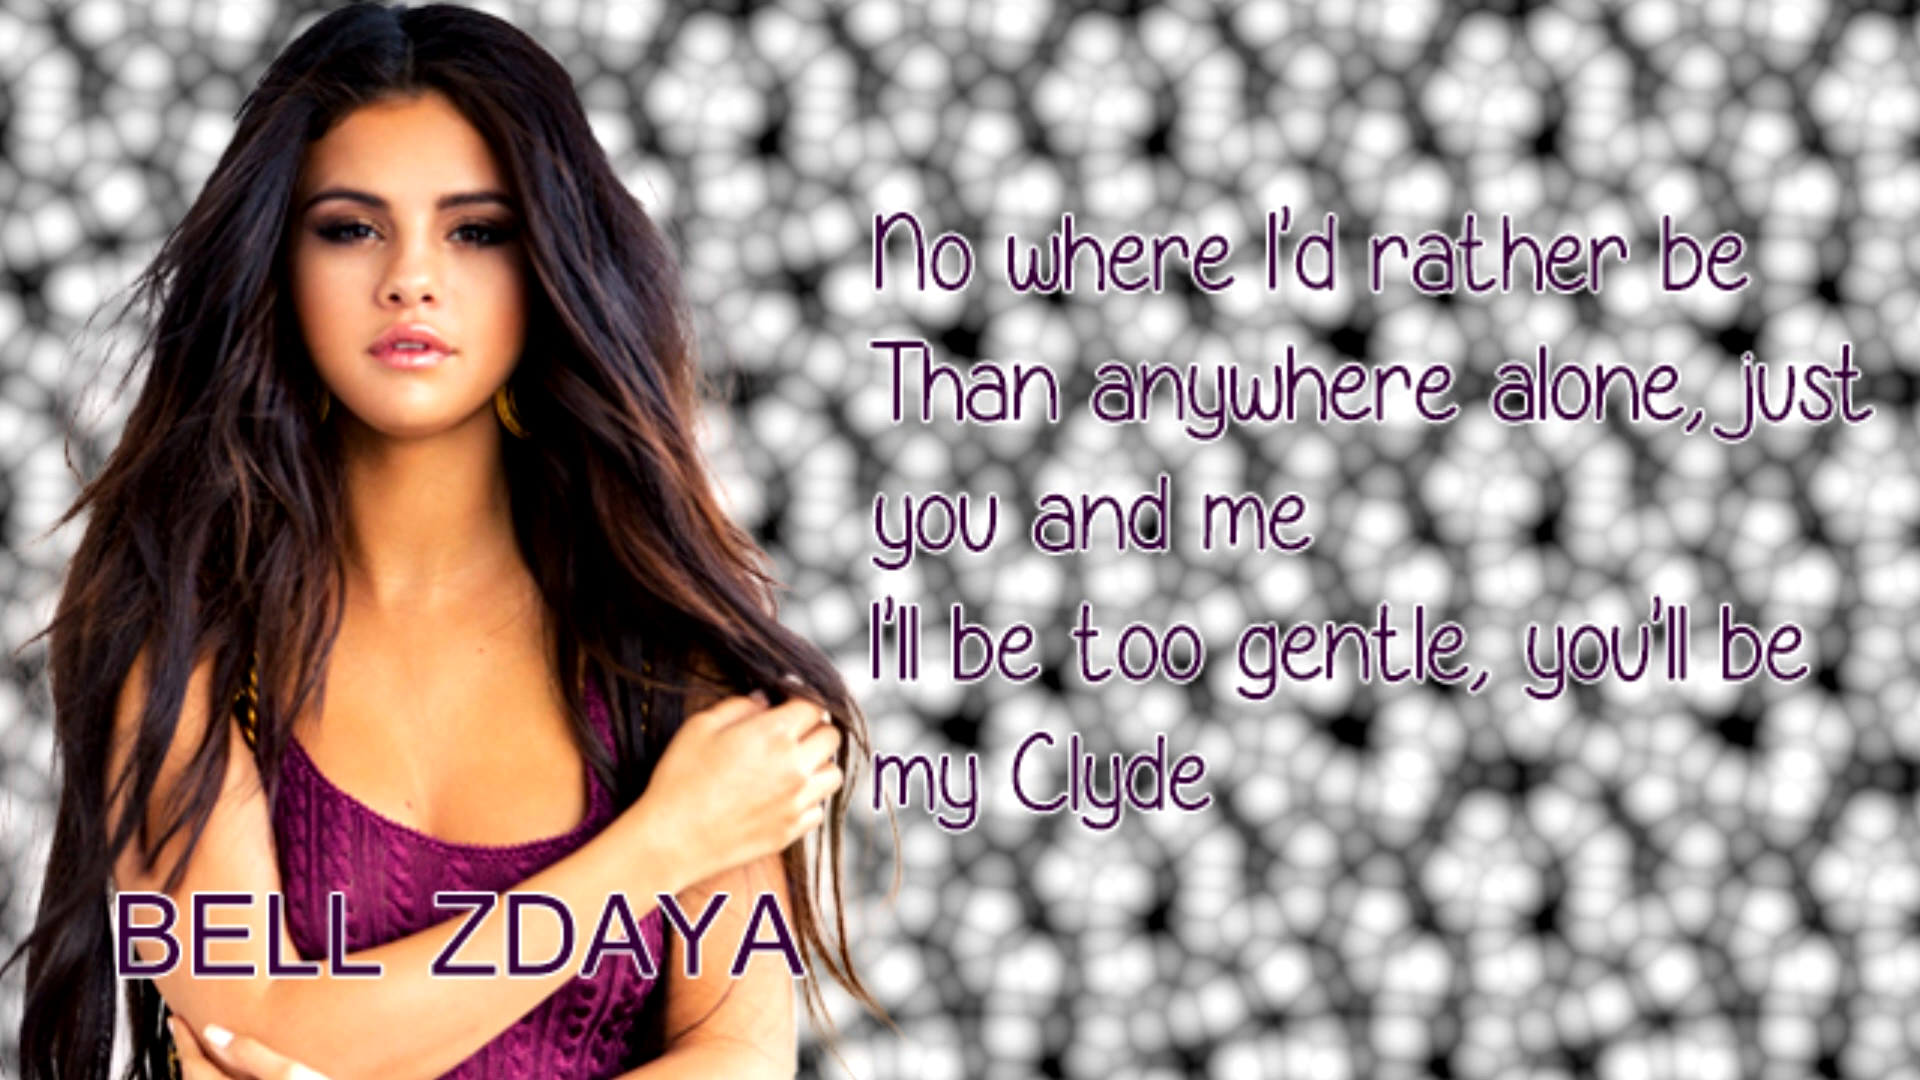 No where I'd rather be
Than anywhere alone, just
you and me
I'll be too gentle, you'll be
my Clyde
BELL ZDAYA